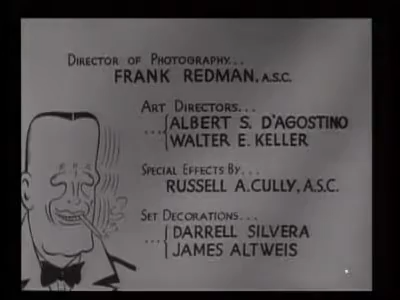 DIRECTOR OF PHOTOGRAPHY...
FRANK REDMAN, A.S.C.
ART DIRECTORS...
...{ALBERT S. D'AGOSTINO
WALTER E. KELLER
SPECIAL EFFECTS BY...
RUSSELL A. CULLY, A.S.C.
SET DECORATIONS...
...{DARRELL SILVERA
JAMES ALTWEIS